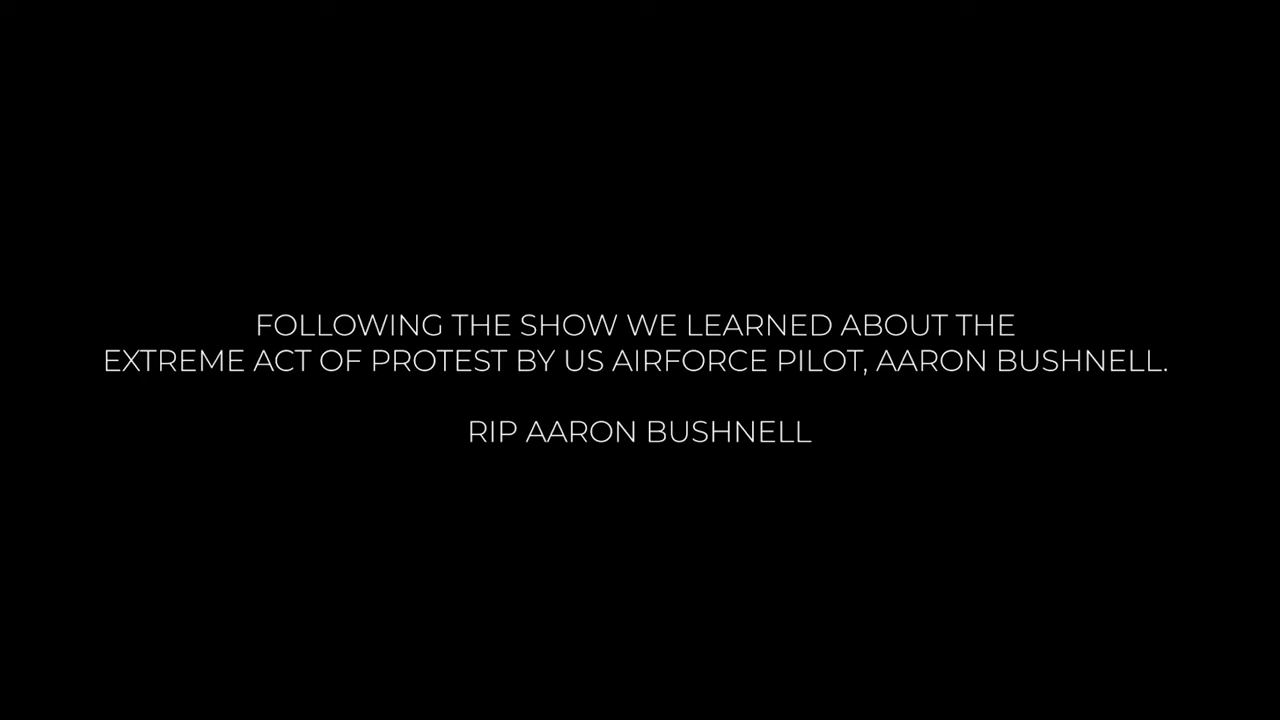 FOLLOWING THE SHOW WE LEARNED ABOUT THE
EXTREME ACT OF PROTEST BY US AIRFORCE PILOT, AARON BUSHNELL.
RIP AARON BUSHNELL